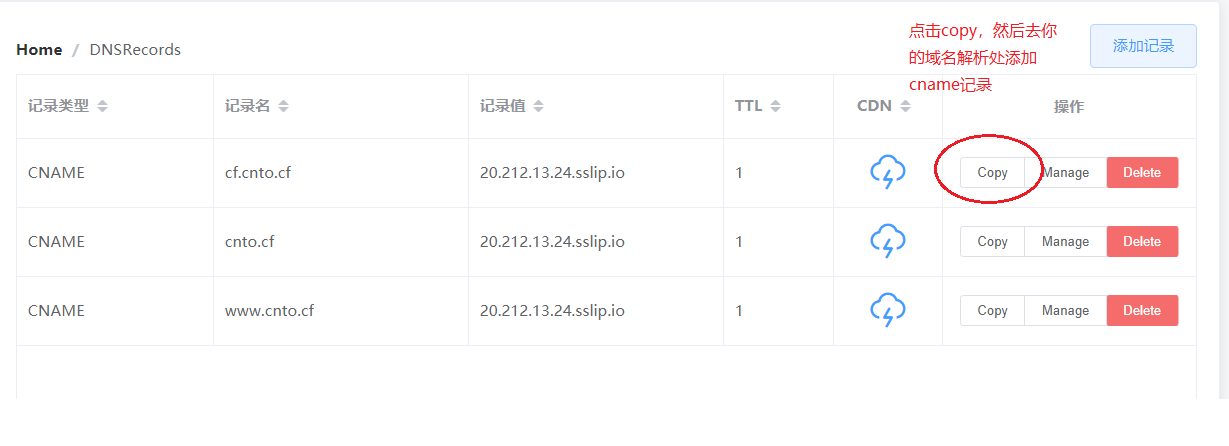 点击copy，然后去你
的域名解析处添加
cname记录
Home / DNSRecords
添加记录
记录类型 记录名 记录值 TTL CDN 操作
CNAME cf.cnto.cf 20.212.13.24.sslip.io 1 Copy Manage Delete
CNAME cnto.cf 20.212.13.24.sslip.io 1 Copy Manage Delete
CNAME www.cnto.cf 20.212.13.24.sslip.io 1 Copy Manage Delete